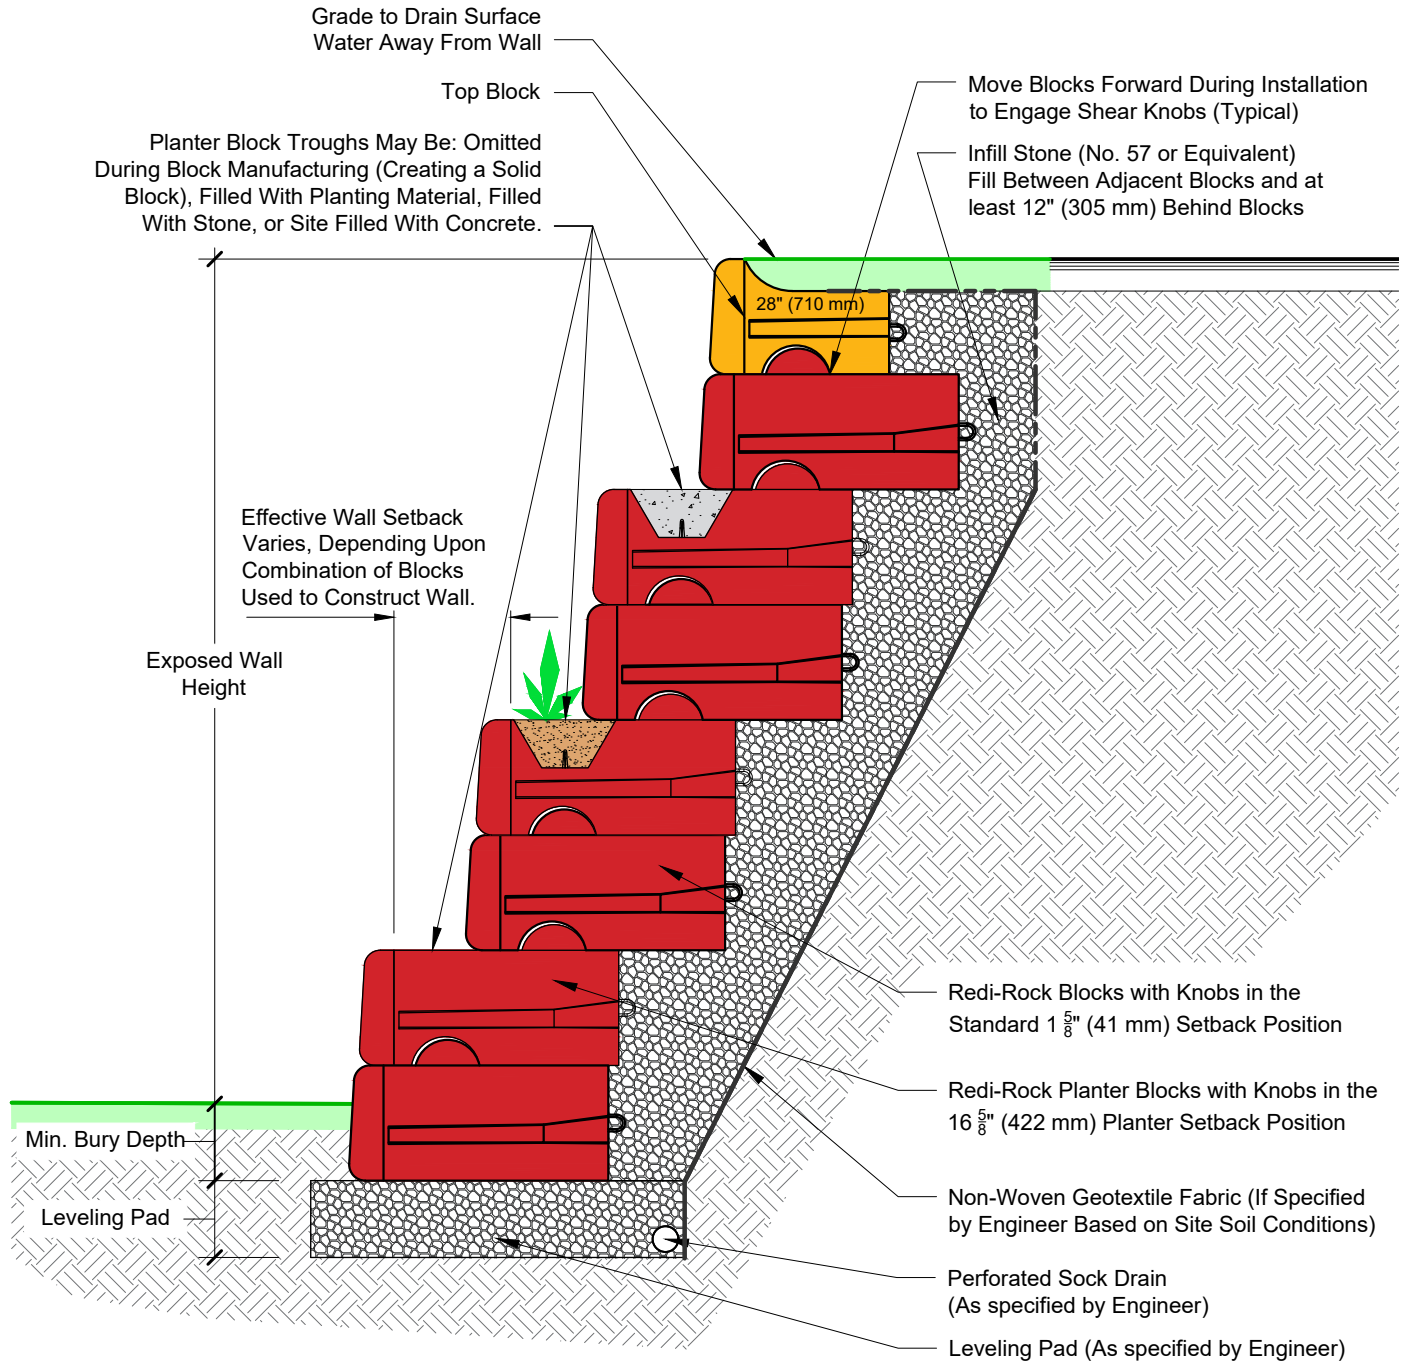 Grade to Drain Surface
Water Away From Wall
Top Block
Planter Block Troughs May Be: Omitted
During Block Manufacturing (Creating a Solid
Block), Filled With Planting Material, Filled
With Stone, or Site Filled With Concrete.
Move Blocks Forward During Installation
to Engage Shear Knobs (Typical)
Infill Stone (No. 57 or Equivalent)
Fill Between Adjacent Blocks and at
least 12" (305 mm) Behind Blocks
28" (710 mm)
Effective Wall Setback
Varies, Depending Upon
Combination of Blocks
Used to Construct Wall.
Exposed Wall
Height
Min. Bury Depth
Leveling Pad
Redi-Rock Blocks with Knobs in the
Standard 1 5/8" (41 mm) Setback Position
Redi-Rock Planter Blocks with Knobs in the
16 5/8" (422 mm) Planter Setback Position
Non-Woven Geotextile Fabric (If Specified
by Engineer Based on Site Soil Conditions)
Perforated Sock Drain
(As specified by Engineer)
Leveling Pad (As specified by Engineer)